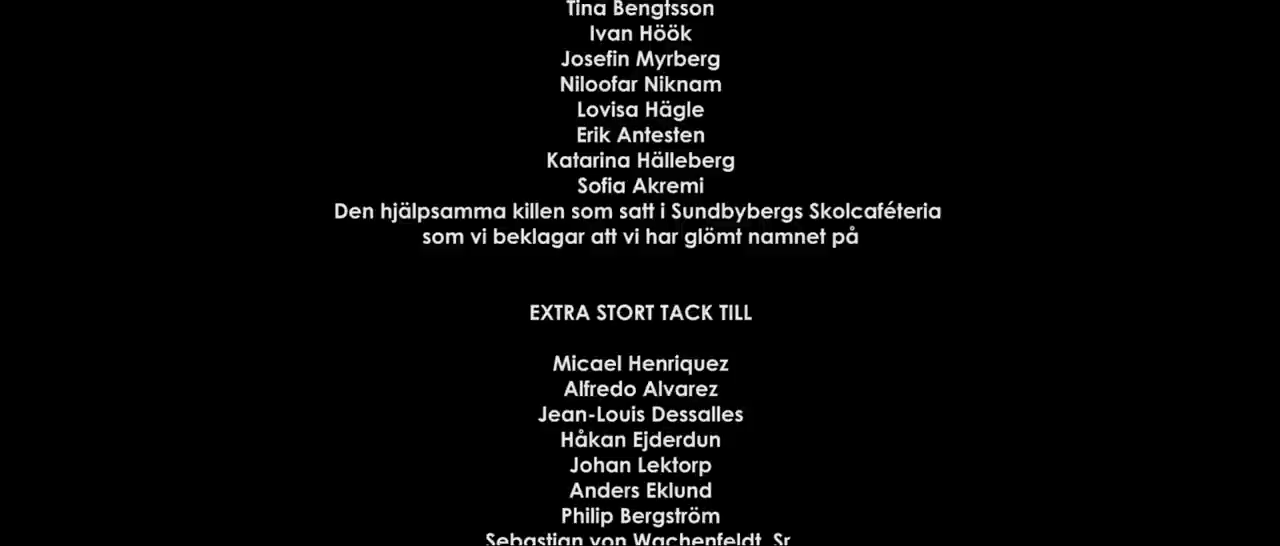 Tina Bengtsson
Ivan Höök
Josefin Myrberg
Niloofar Niknam
Lovisa Hägle
Erik Antesten
Katarina Hälleberg
Sofia Akremi
Den hjälpsamma killen som satt i Sundbybergs Skolcaféteria
som vi beklagar att vi har glömt namnet på
EXTRA STORT TACK TILL
Micael Henriquez
Alfredo Alvarez
Jean-Louis Dessalles
Håkan Ejderdun
Johan Lektorp
Anders Eklund
Philip Bergström
Sebastian von Wachenfeldt, Sr